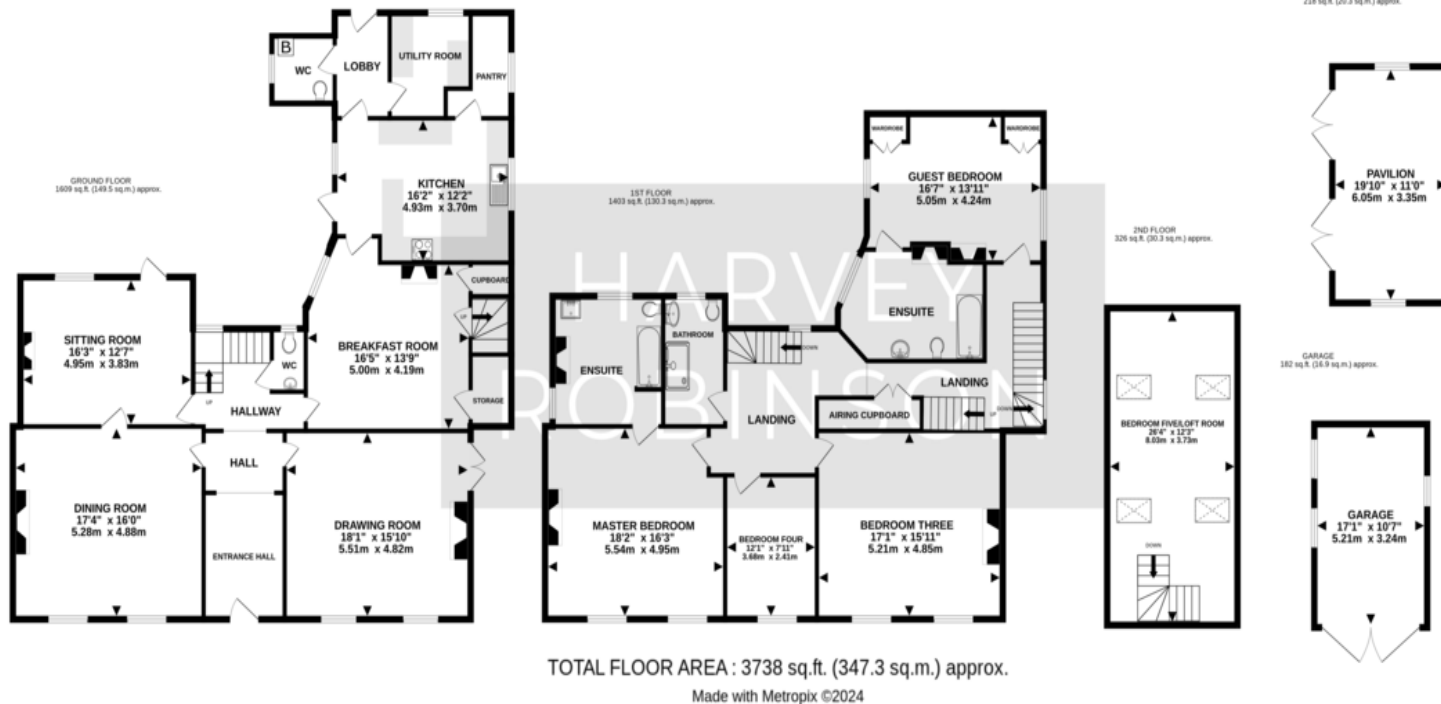 GROUND FLOOR
1609 sq.ft. (149.5 sq.m.) approx.
B
WC
LOBBY
UTILITY ROOM
PANTRY
KITCHEN
16'2" x 12'2"
4.93m x 3.70m
SITTING ROOM
16'3" x 12'7"
4.95m x 3.83m
UP
WC
HALLWAY
BREAKFAST ROOM
16'5" x 13'9"
5.00m x 4.19m
CUPBOARD
UP
STORAGE
HALL
DINING ROOM
17'4" x 16'0"
5.28m x 4.88m
ENTRANCE HALL
DRAWING ROOM
18'1" x 15'10"
5.51m x 4.82m
1ST FLOOR
1403 sq.ft. (130.3 sq.m.) approx.
WARDROBE
WARDROBE
GUEST BEDROOM
16'7" x 13'11"
5.05m x 4.24m
ENSUITE
BATHROOM
ENSUITE
DOWN
LANDING
LANDING
AIRING CUPBOARD
UP
DOWN
MASTER BEDROOM
18'2" x 16'3"
5.54m x 4.95m
BEDROOM FOUR
12'1" x 7'11"
3.68m x 2.41m
BEDROOM THREE
17'1" x 15'11"
5.21m x 4.85m
HARVEY
ROBINSON
2ND FLOOR
326 sq.ft. (30.3 sq.m.) approx.
BEDROOM FIVE/LOFT ROOM
26'4" x 12'3"
8.03m x 3.73m
DOWN
218 sq.ft. (20.3 sq.m.) approx.
PAVILION
19'10" x 11'0"
6.05m x 3.35m
GARAGE
182 sq.ft. (16.9 sq.m.) approx.
GARAGE
17'1" x 10'7"
5.21m x 3.24m
TOTAL FLOOR AREA : 3738 sq.ft. (347.3 sq.m.) approx.
Made with Metropix ©2024